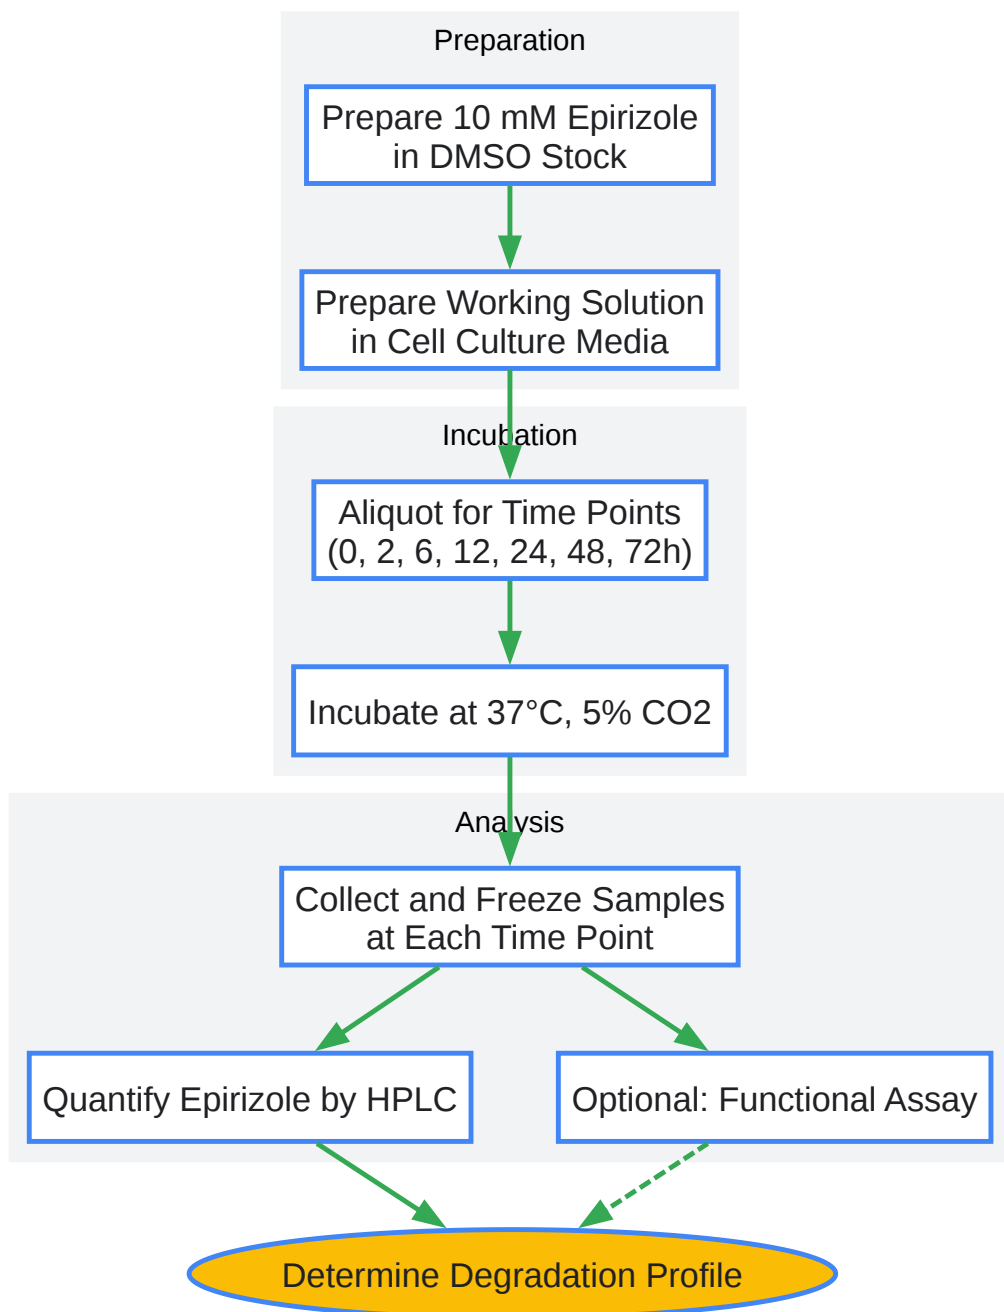 Preparation
Prepare 10 mM Epirizole
in DMSO Stock
Prepare Working Solution
in Cell Culture Media
Incubation
Aliquot for Time Points
(0, 2, 6, 12, 24, 48, 72h)
Incubate at 37°C, 5% CO2
Analysis
Collect and Freeze Samples
at Each Time Point
Quantify Epirizole by HPLC
Optional: Functional Assay
Determine Degradation Profile